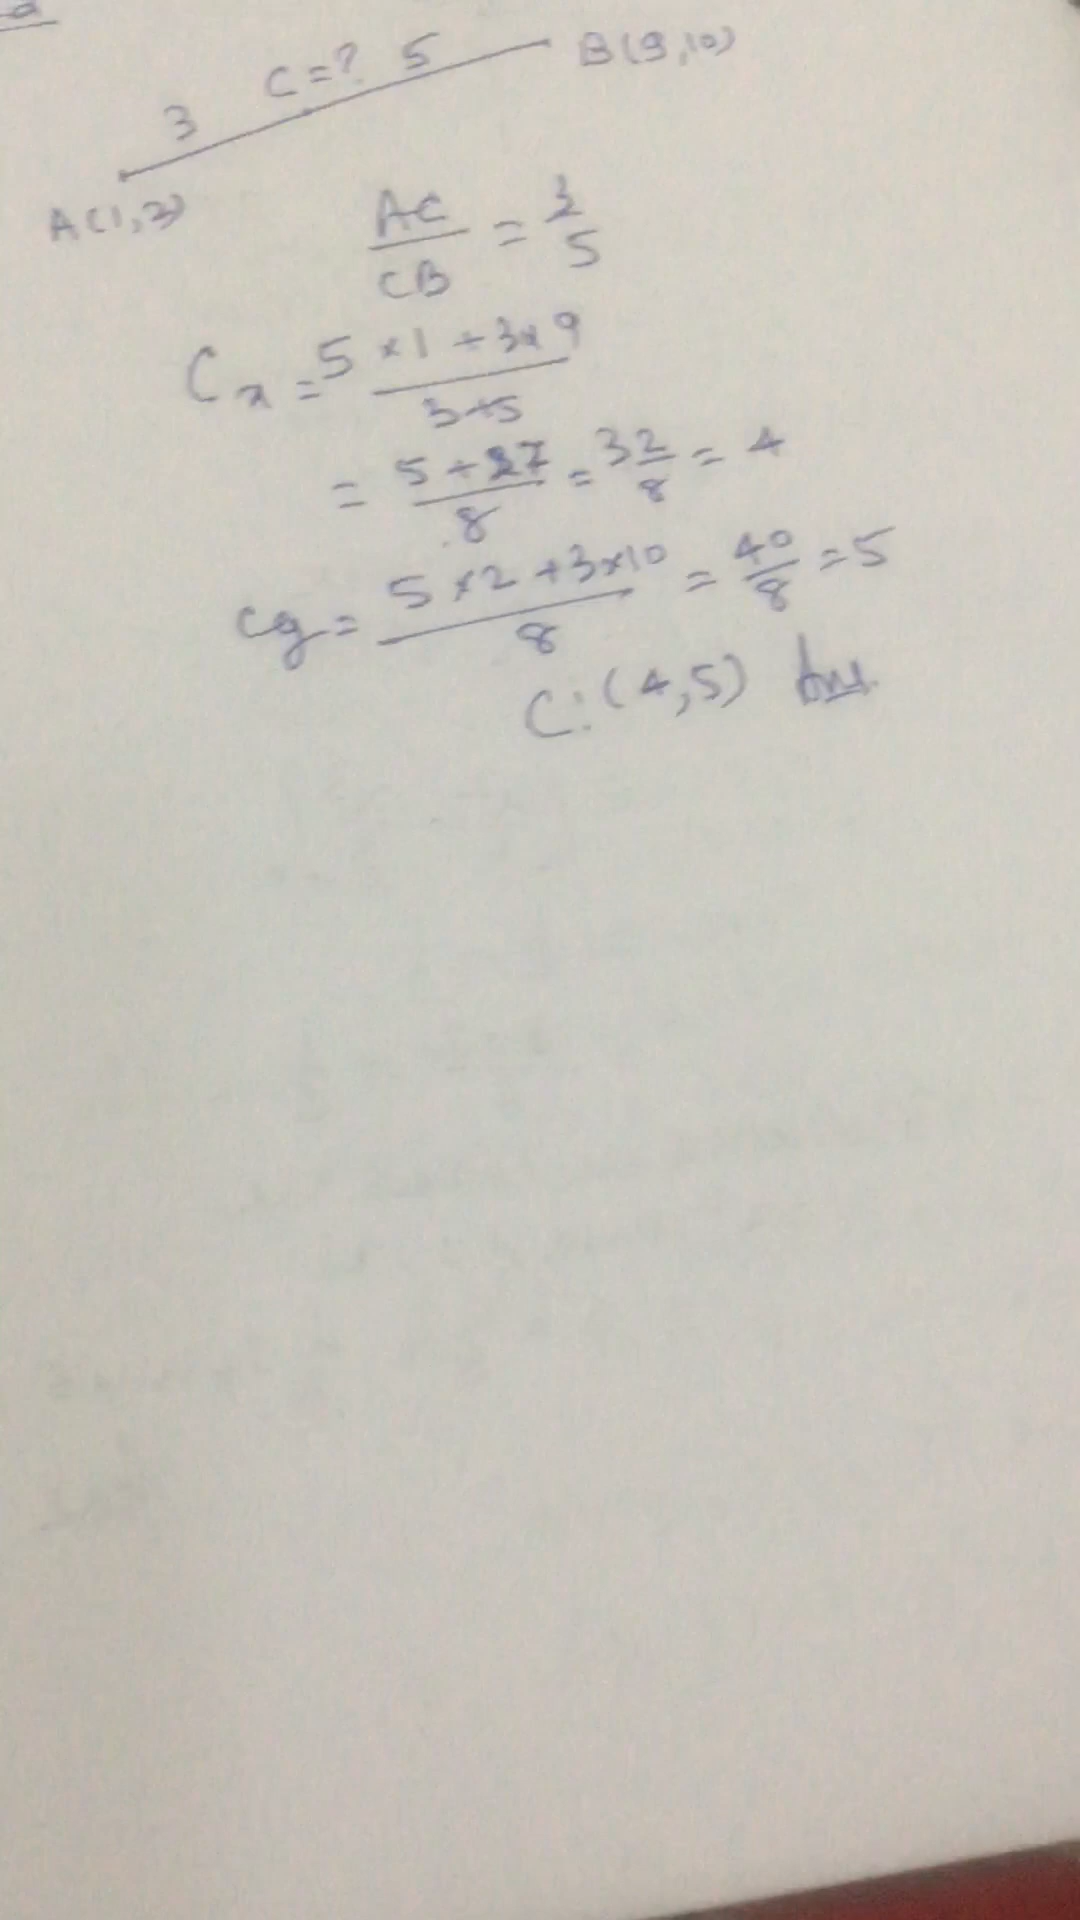 C=? 5 B(9,10)
3
A(1,2)
AC/CB = 3/5
Cx = (5×1+3×9)/(3+5)
= (5+27)/8 = 32/8 = 4
Cy = (5×2+3×10)/8 = 40/8 = 5
C:(4,5) Ans.